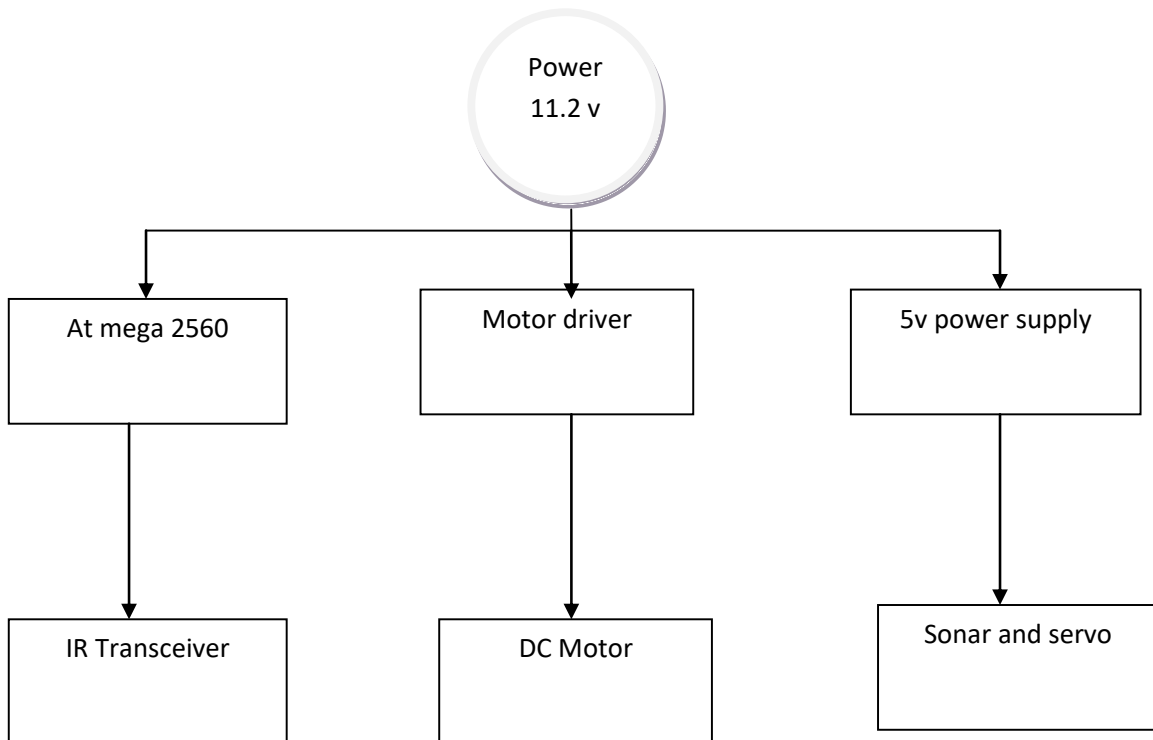 Power
11.2 v
At mega 2560
Motor driver
5v power supply
IR Transceiver
DC Motor
Sonar and servo